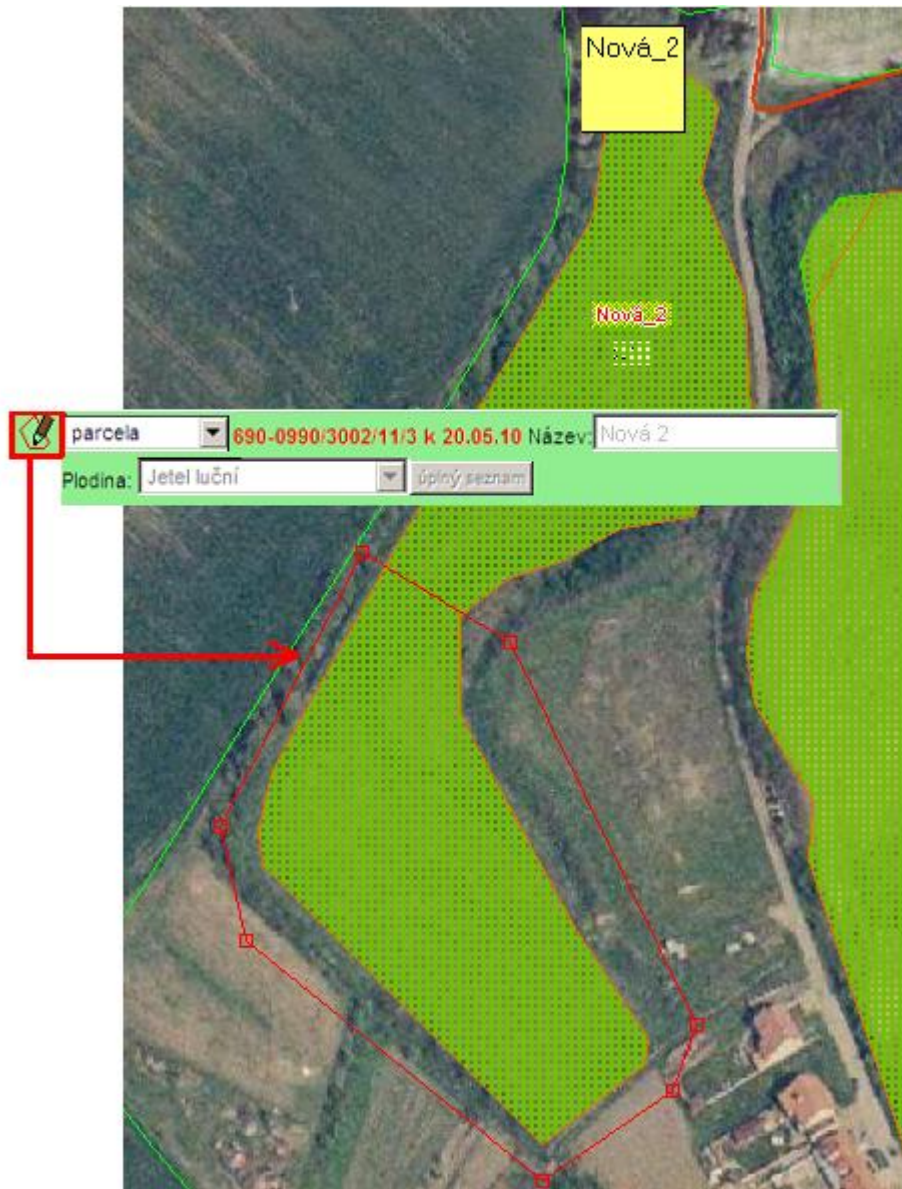 Nová_2
Nová_2
parcela 690-0990/3002/11/3 k 20.05.10 Název: Nová 2
Plodina: Jetel luční úplný seznam